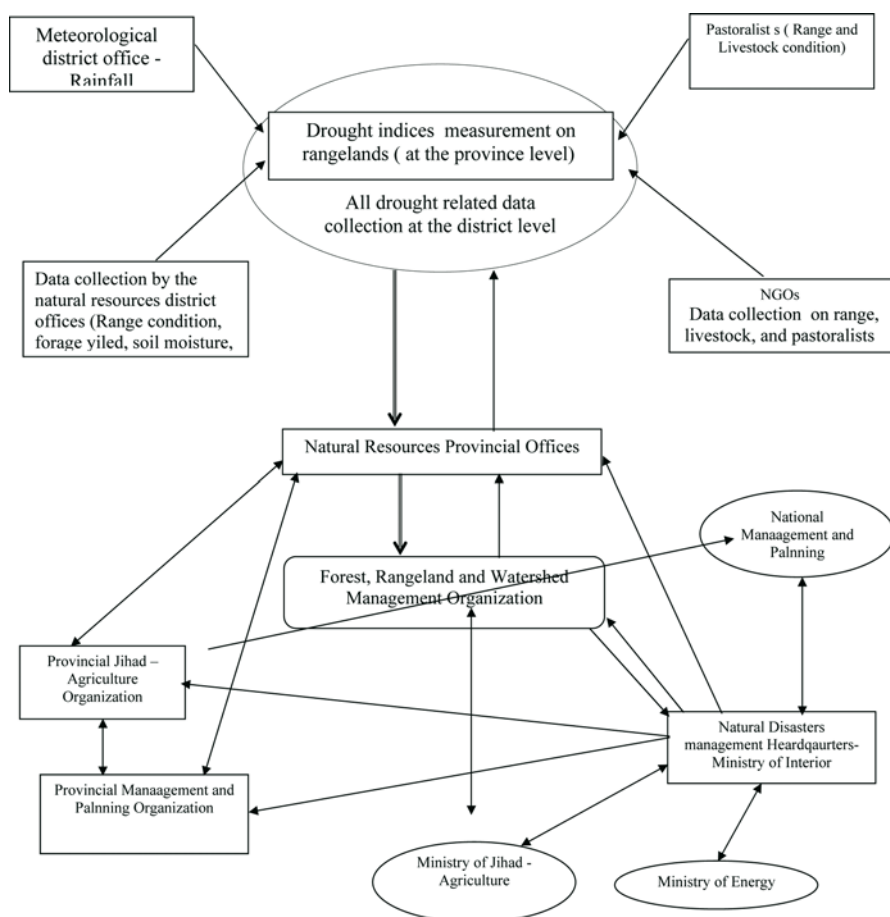 Meteorological
district office -
Rainfall
Pastoralist s ( Range and
Livestock condition)
Drought indices measurement on
rangelands ( at the province level)
All drought related data
collection at the district level
Data collection by the
natural resources district
offices (Range condition,
forage yiled, soil moisture,
NGOs
Data collection on range,
livestock, and pastoralists
Natural Resources Provincial Offices
National
Manaagement and
Palnning
Forest, Rangeland and Watershed
Management Organization
Provincial Jihad –
Agriculture
Organization
Natural Disasters
management Heardqaurters-
Ministry of Interior
Provincial Manaagement and
Palnning Organization
Ministry of Jihad -
Agriculture
Ministry of Energy